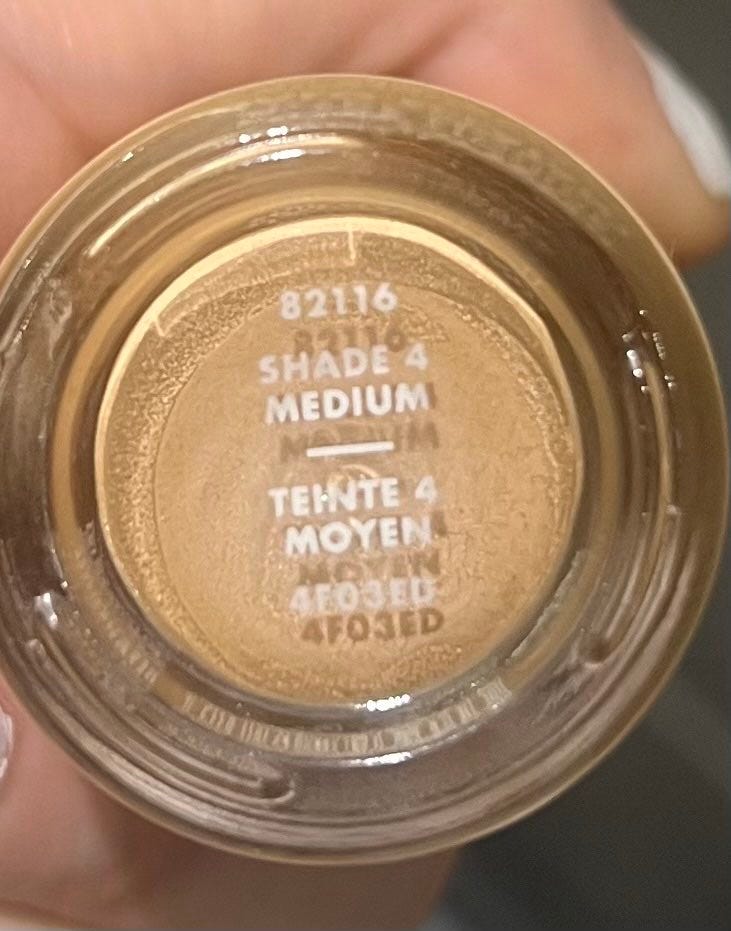 82116
SHADE 4
MEDIUM
TEINTE 4
MOYEN
4F03ED